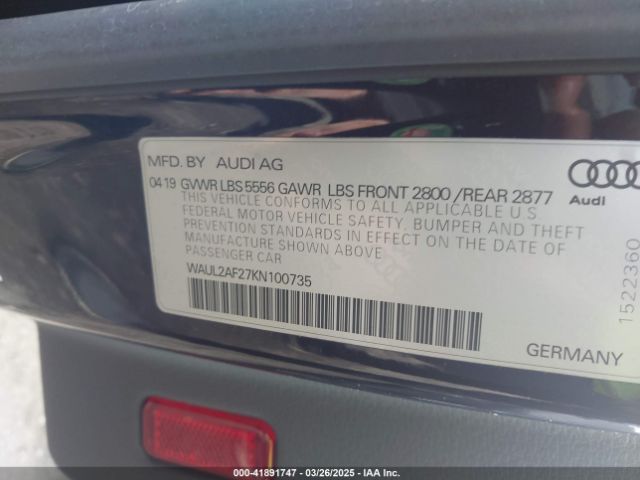 MFD. BY AUDI AG
04 19 GVWR LBS 5556 GAWR LBS FRONT 2800 / REAR 2877
THIS VEHICLE CONFORMS TO ALL APPLICABLE U S
FEDERAL MOTOR VEHICLE SAFETY, BUMPER AND THEFT
PREVENTION STANDARDS IN EFFECT ON THE DATE OF
MANUFACTURE SHOWN ABOVE
PASSENGER CAR
WAUL2AF27KN100735
Audi
1522360
GERMANY
000-41891747 - 03/26/2025 - IAA Inc.